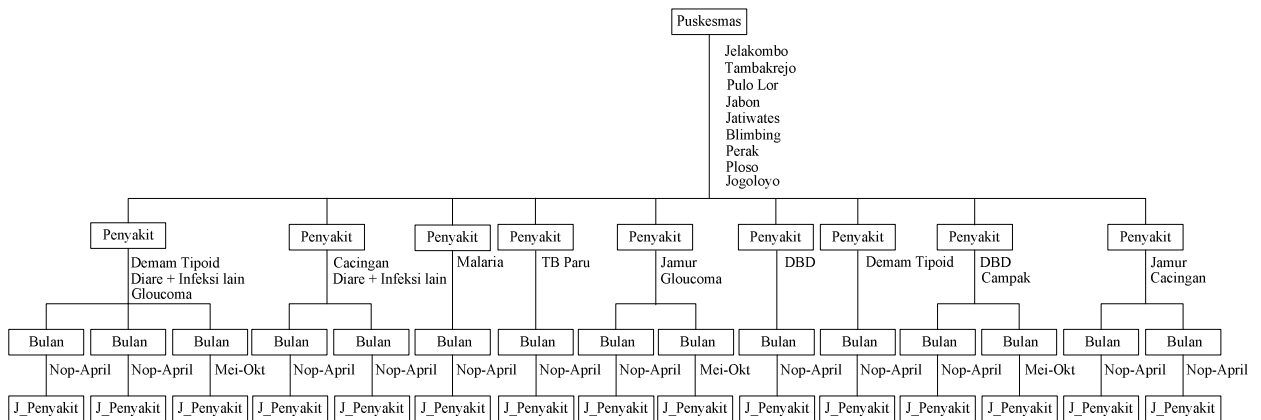 Puskesmas
Jelakombo
Tambakrejo
Pulo Lor
Jabon
Jatiwates
Blimbing
Perak
Ploso
Jogoloyo
Penyakit Penyakit Penyakit Penyakit Penyakit Penyakit Penyakit Penyakit Penyakit
Demam Tipoid
Diare + Infeksi lain
Gloucoma
Cacingan
Diare + Infeksi lain
Malaria
TB Paru
Jamur
Gloucoma
DBD
Demam Tipoid
DBD
Campak
Jamur
Cacingan
Bulan Bulan Bulan Bulan Bulan Bulan Bulan Bulan Bulan Bulan Bulan Bulan Bulan Bulan Bulan
Nop-April Nop-April Mei-Okt Nop-April Nop-April Nop-April Nop-April Nop-April Mei-Okt Nop-April Nop-April Nop-April Mei-Okt Nop-April Nop-April
J_Penyakit J_Penyakit J_Penyakit J_Penyakit J_Penyakit J_Penyakit J_Penyakit J_Penyakit J_Penyakit J_Penyakit J_Penyakit J_Penyakit J_Penyakit J_Penyakit J_Penyakit